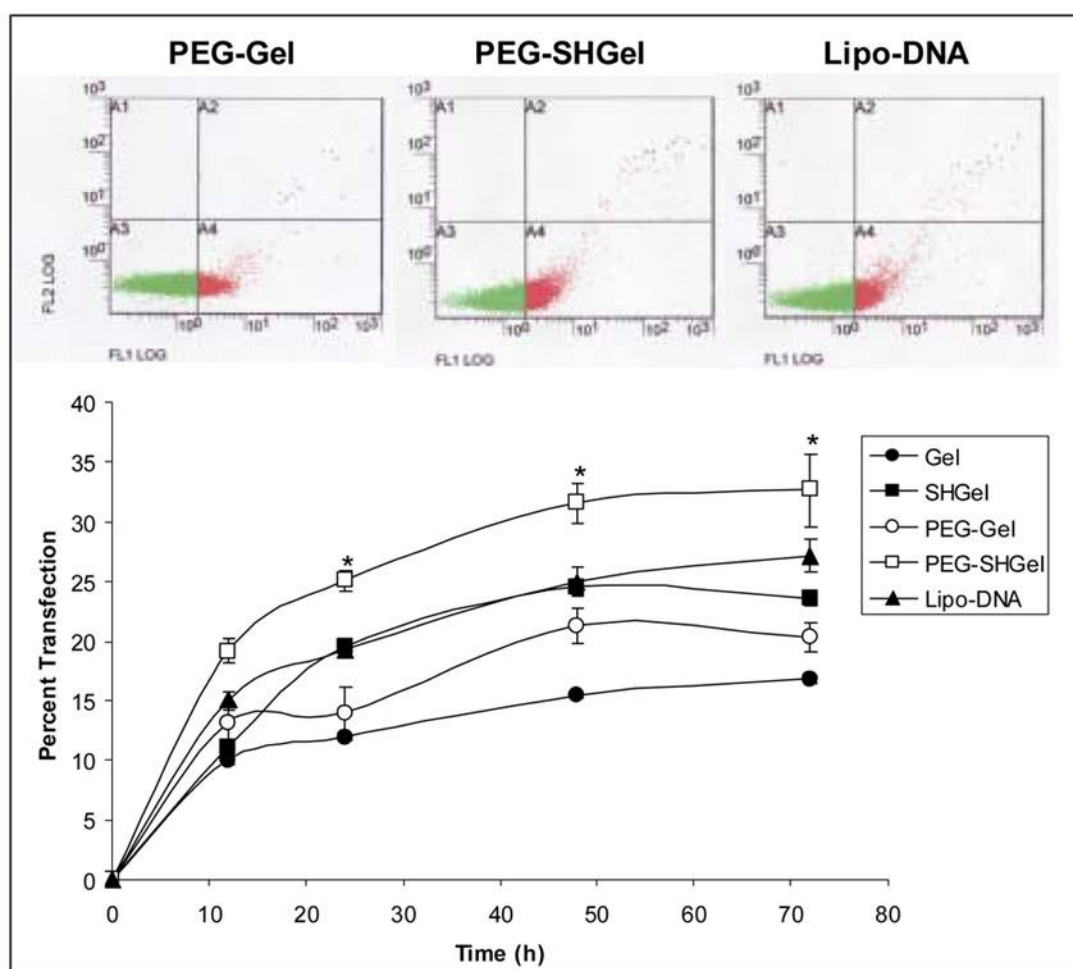 PEG-Gel PEG-SHGel Lipo-DNA
10³ A1 A2 10³ A1 A2 10³ A1 A2
10² 10² 10²
10¹ 10¹ 10¹
A3 A4 A3 A4 A3 A4
10⁰ 10⁰ 10⁰
FL2 LOG
10⁰ 10¹ 10² 10³ 10⁰ 10¹ 10² 10³ 10⁰ 10¹ 10² 10³
FL1 LOG FL1 LOG FL1 LOG
Percent Transfection
40
35
30
25
20
15
10
5
0
* * *
0 10 20 30 40 50 60 70 80
Time (h)
Gel
SHGel
PEG-Gel
PEG-SHGel
Lipo-DNA